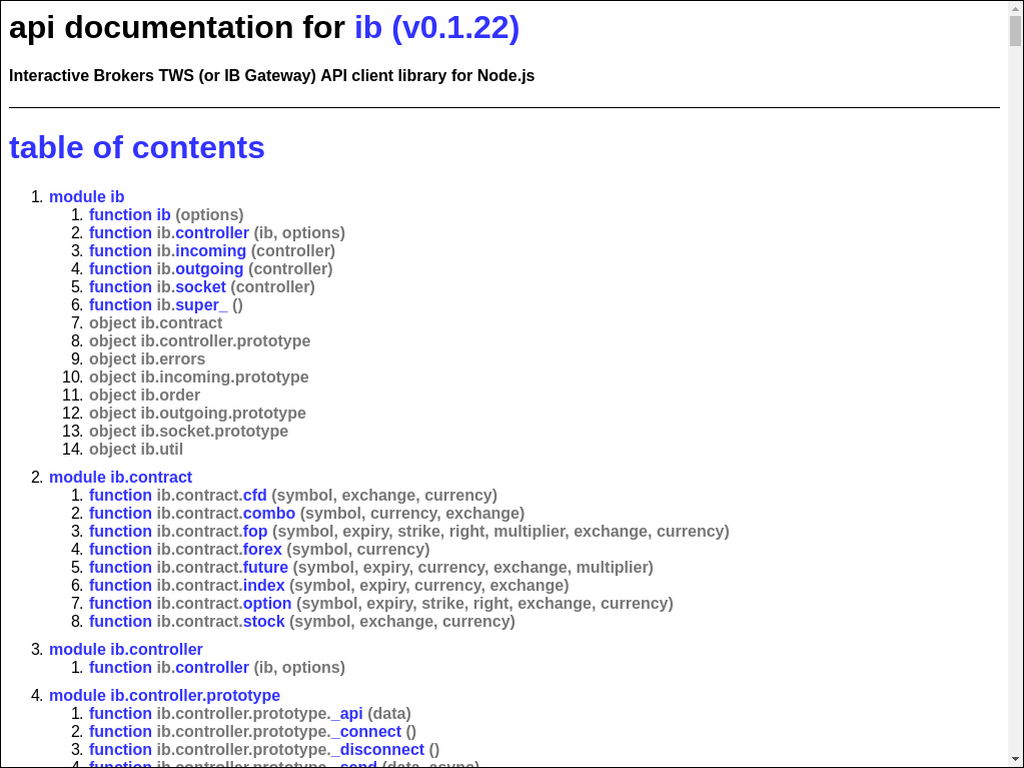 api documentation for ib (v0.1.22)
Interactive Brokers TWS (or IB Gateway) API client library for Node.js
table of contents
1. module ib
1. function ib (options)
2. function ib.controller (ib, options)
3. function ib.incoming (controller)
4. function ib.outgoing (controller)
5. function ib.socket (controller)
6. function ib.super_ ()
7. object ib.contract
8. object ib.controller.prototype
9. object ib.errors
10. object ib.incoming.prototype
11. object ib.order
12. object ib.outgoing.prototype
13. object ib.socket.prototype
14. object ib.util
2. module ib.contract
1. function ib.contract.cfd (symbol, exchange, currency)
2. function ib.contract.combo (symbol, currency, exchange)
3. function ib.contract.fop (symbol, expiry, strike, right, multiplier, exchange, currency)
4. function ib.contract.forex (symbol, currency)
5. function ib.contract.future (symbol, expiry, currency, exchange, multiplier)
6. function ib.contract.index (symbol, expiry, currency, exchange)
7. function ib.contract.option (symbol, expiry, strike, right, exchange, currency)
8. function ib.contract.stock (symbol, exchange, currency)
3. module ib.controller
1. function ib.controller (ib, options)
4. module ib.controller.prototype
1. function ib.controller.prototype._api (data)
2. function ib.controller.prototype._connect ()
3. function ib.controller.prototype._disconnect ()
4. function ib.controller.prototype._send (data, async)